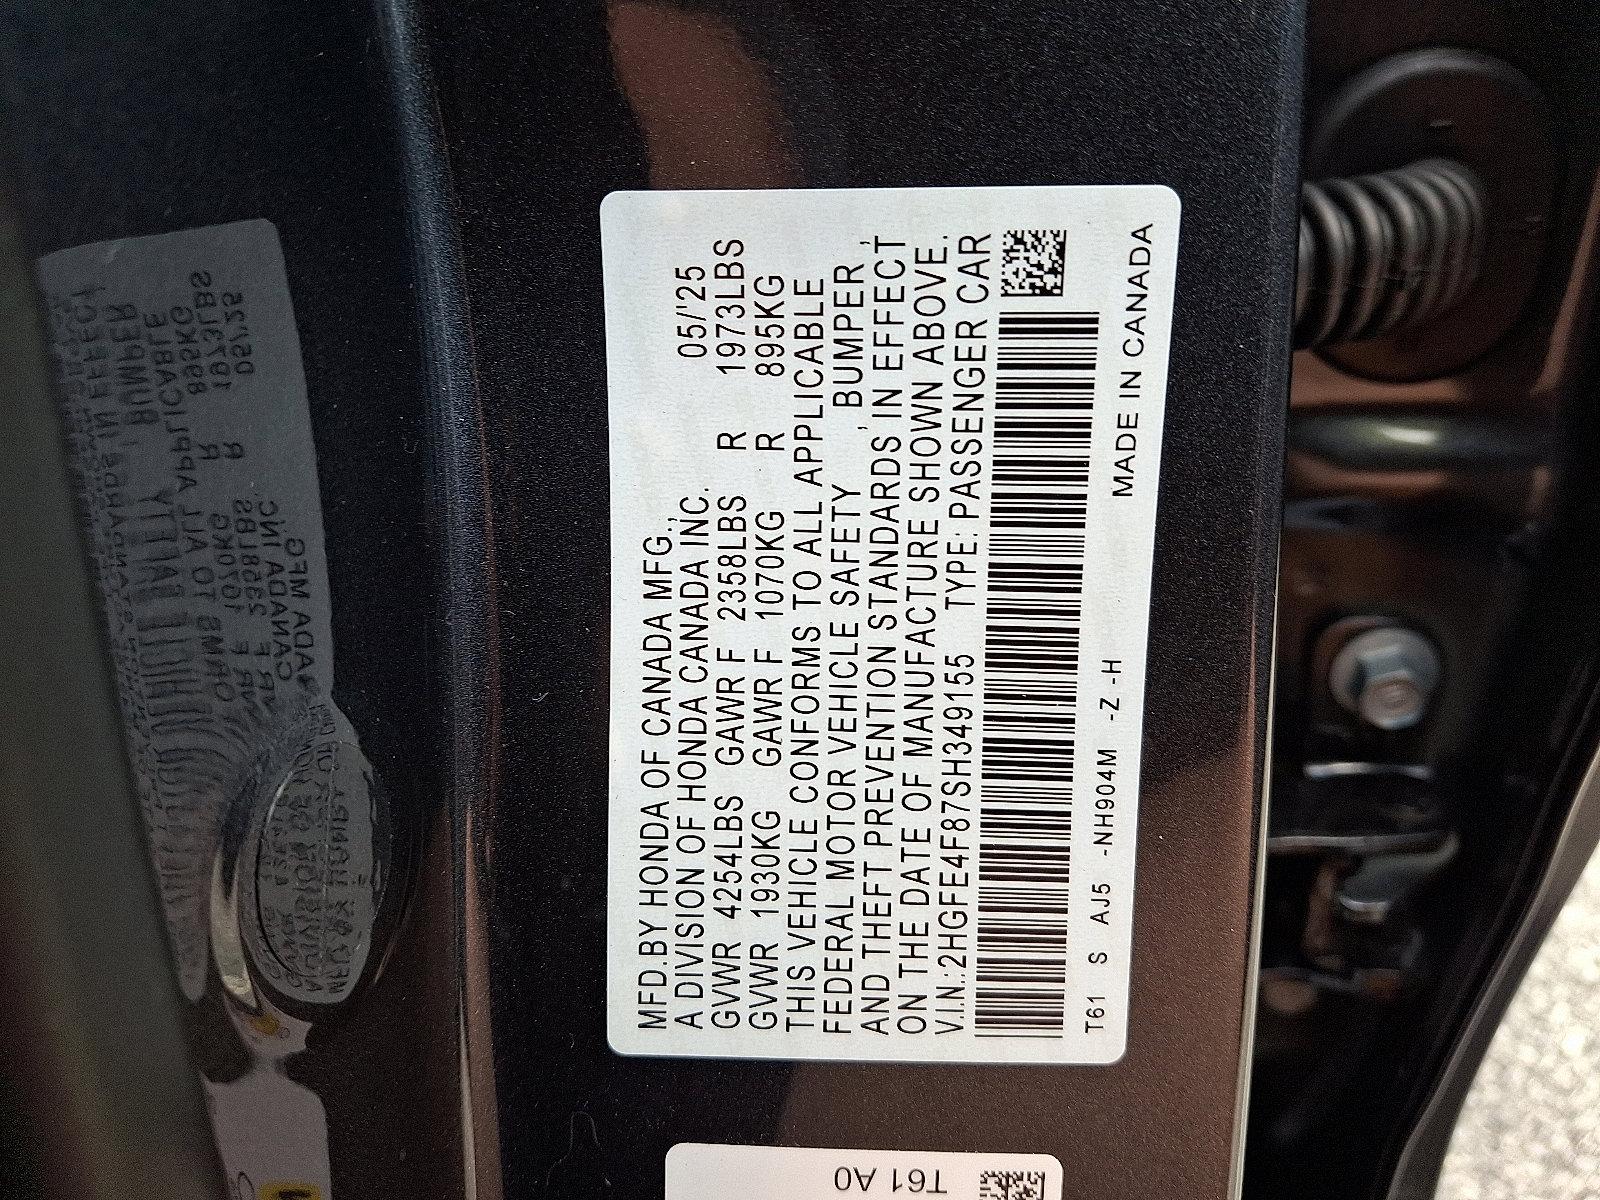 MFD.BY HONDA OF CANADA MFG.,
A DIVISION OF HONDA CANADA INC. 05/'25
GVWR 4254LBS GAWR F 2358LBS R 1973LBS
GVWR 1930KG GAWR F 1070KG R 895KG
THIS VEHICLE CONFORMS TO ALL APPLICABLE
FEDERAL MOTOR VEHICLE SAFETY , BUMPER ,
AND THEFT PREVENTION STANDARDS IN EFFECT
ON THE DATE OF MANUFACTURE SHOWN ABOVE.
V.I.N.:2HGFE4F87SH349155 TYPE: PASSENGER CAR
T61 S AJ5 -NH904M -Z -H MADE IN CANADA
T61 A0